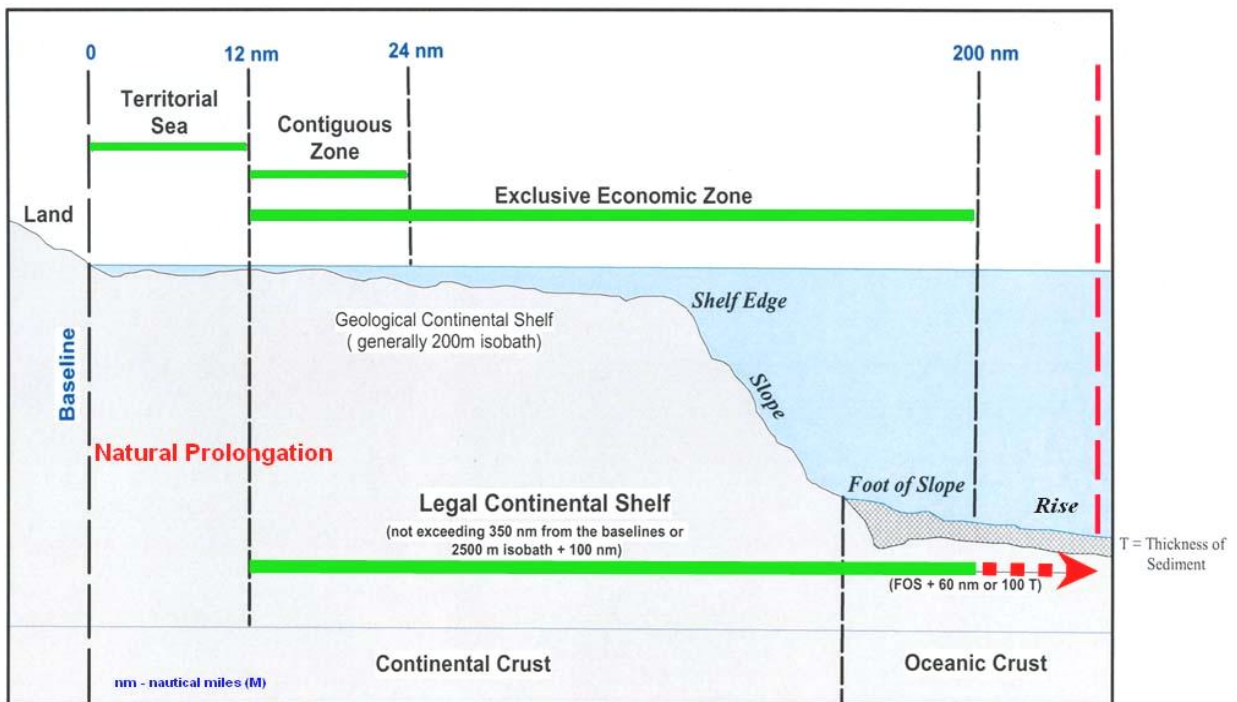 0
12 nm
24 nm
200 nm
Territorial
Sea
Contiguous
Zone
Exclusive Economic Zone
Land
Shelf Edge
Geological Continental Shelf
( generally 200m isobath)
Baseline
Slope
Natural Prolongation
Foot of Slope
Rise
Legal Continental Shelf
(not exceeding 350 nm from the baselines or
2500 m isobath + 100 nm)
T = Thickness of
Sediment
(FOS + 60 nm or 100 T)
Continental Crust
Oceanic Crust
nm - nautical miles (M)